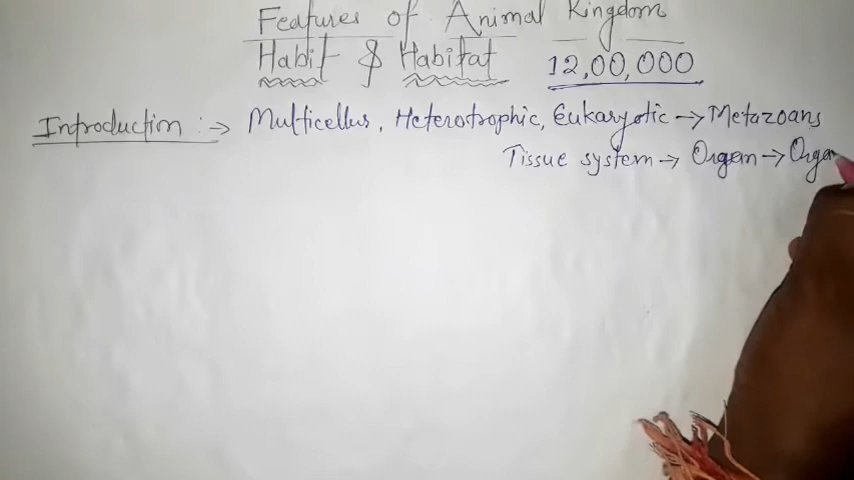 Features of Animal Kingdom
Habit & Habitat 12,00,000
Introduction :→ Multicellus, Heterotrophic, Eukaryotic → Metazoans
Tissue system → Organ → Orga